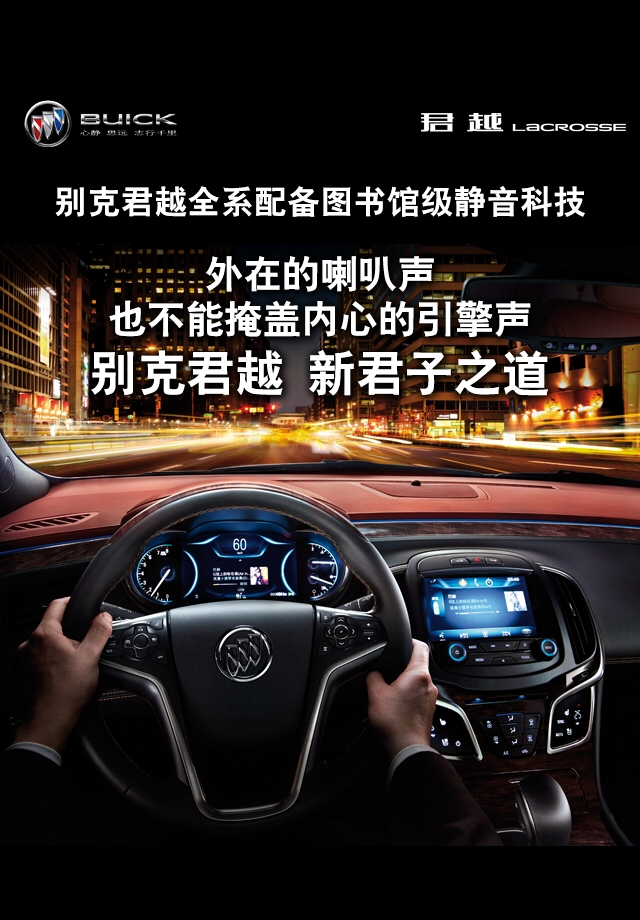 BUICK
心静 思远 志行千里
君越 LACROSSE
别克君越全系配备图书馆级静音科技
外在的喇叭声
也不能掩盖内心的引擎声
别克君越 新君子之道
60